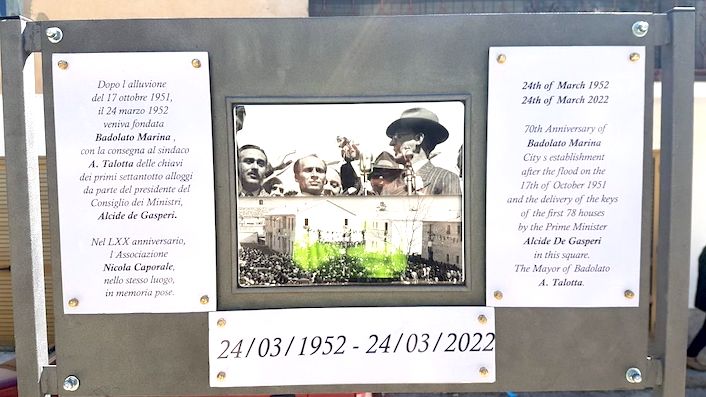 Dopo l alluvione
del 17 ottobre 1951,
il 24 marzo 1952
veniva fondata
Badolato Marina ,
con la consegna al sindaco
A. Talotta delle chiavi
dei primi settantotto alloggi
da parte del presidente del
Consiglio dei Ministri,
Alcide de Gasperi.
Nel LXX anniversario,
l Associazione
Nicola Caporale,
nello stesso luogo,
in memoria pose.
24th of March 1952
24th of March 2022
70th Anniversary of
Badolato Marina
City s establishment
after the flood on the
17th of October 1951
and the delivery of the keys
of the first 78 houses
by the Prime Minister
Alcide De Gasperi
in this square.
The Mayor of Badolato
A. Talotta.
24/03/1952 - 24/03/2022